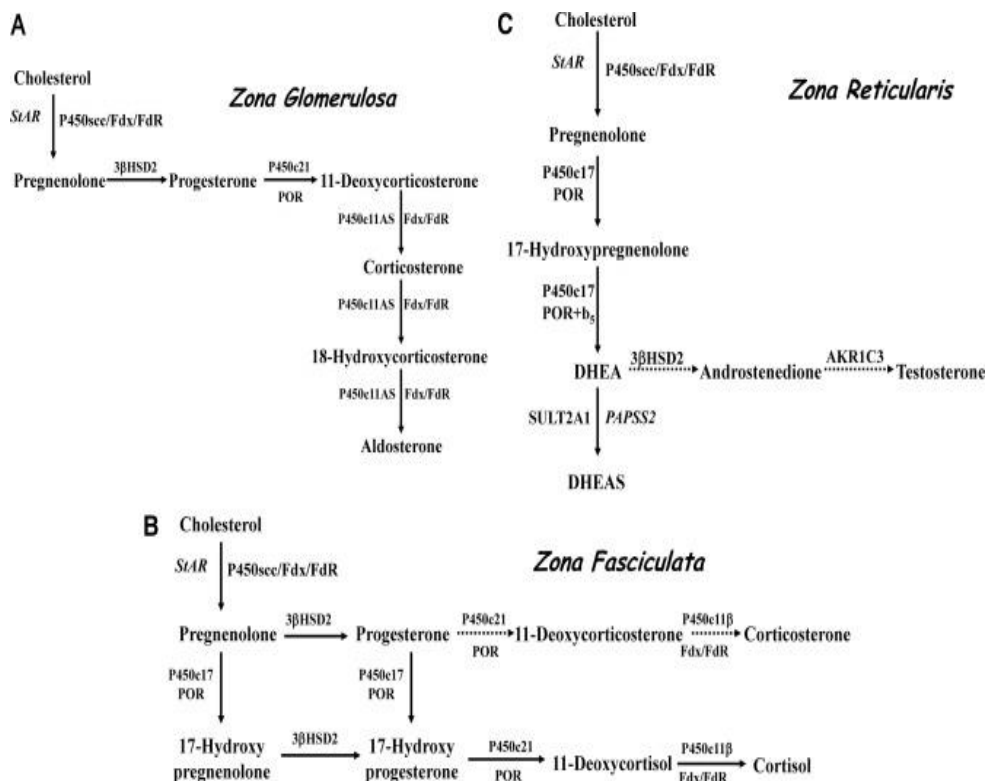 A
Cholesterol
Zona Glomerulosa
StAR P450scc/Fdx/FdR
Pregnenolone 3βHSD2 Progesterone P450c21 POR 11-Deoxycorticosterone
P450c11AS Fdx/FdR
Corticosterone
P450c11AS Fdx/FdR
18-Hydroxycorticosterone
P450c11AS Fdx/FdR
Aldosterone
C
Cholesterol
StAR P450scc/Fdx/FdR
Zona Reticularis
Pregnenolone
P450c17
POR
17-Hydroxypregnenolone
P450c17
POR+b₅
DHEA 3βHSD2 Androstenedione AKR1C3 Testosterone
SULT2A1 PAPSS2
DHEAS
B
Cholesterol
StAR P450scc/Fdx/FdR
Zona Fasciculata
Pregnenolone 3βHSD2 Progesterone P450c21 POR 11-Deoxycorticosterone P450c11β Fdx/FdR Corticosterone
P450c17 P450c17
POR POR
17-Hydroxy 3βHSD2 17-Hydroxy P450c21 P450c11β
pregnenolone progesterone POR 11-Deoxycortisol Fdx/FdR Cortisol